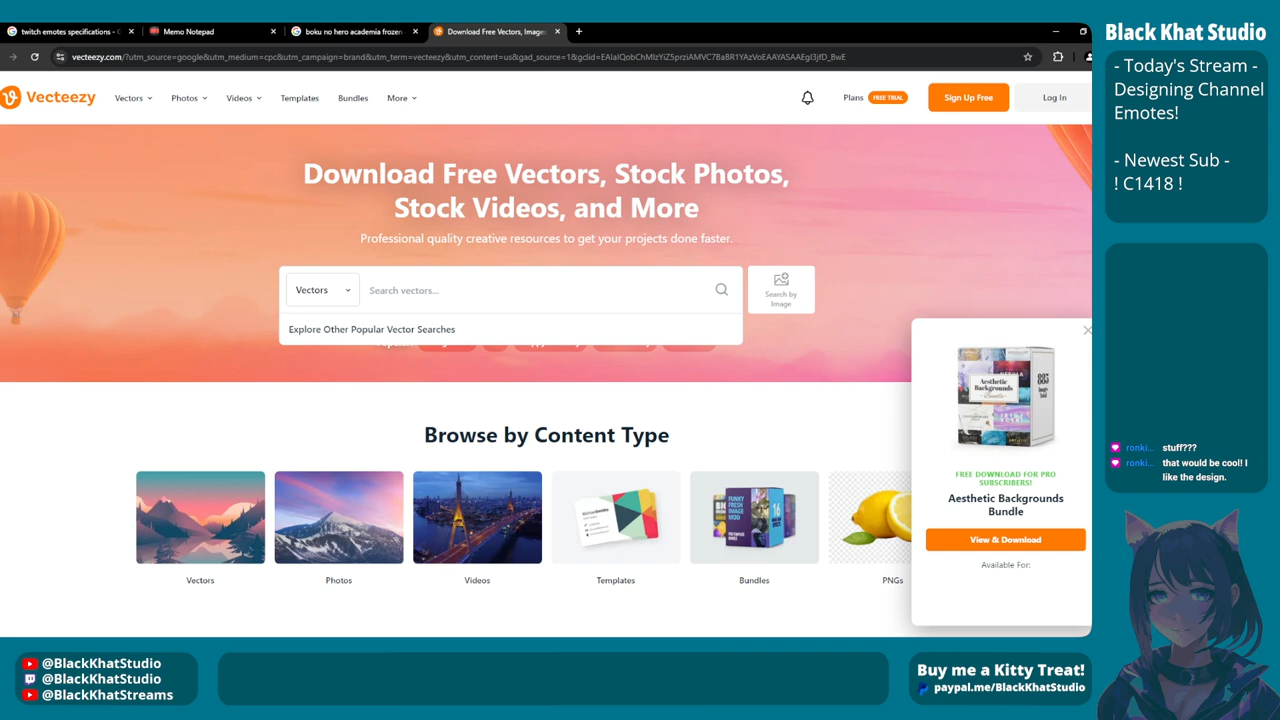 twitch emotes specifications - G
Memo Notepad
boku no hero academia frozen
Download Free Vectors, Images
Black Khat Studio
vecteezy.com/?utm_source=google&utm_medium=cpc&utm_campaign=brand&utm_term=vecteezy&utm_content=us&gad_source=1&gclid=
- Today's Stream -
Designing Channel
Emotes!
- Newest Sub -
! C1418 !
Vecteezy
Vectors
Photos
Videos
Templates
Bundles
More
Plans
FREE TRIAL
Sign Up Free
Log In
Download Free Vectors, Stock Photos,
Stock Videos, and More
Professional quality creative resources to get your projects done faster.
Vectors
Search vectors...
Search by
Image
Explore Other Popular Vector Searches
Browse by Content Type
Vectors
Photos
Videos
Templates
Bundles
PNGs
Aesthetic
Backgrounds
Bundle
FREE DOWNLOAD FOR PRO
SUBSCRIBERS!
Aesthetic Backgrounds
Bundle
View & Download
Available For:
ronki... stuff???
ronki... that would be cool! I
like the design.
@BlackKhatStudio
@BlackKhatStudio
@BlackKhatStreams
Buy me a Kitty Treat!
paypal.me/BlackKhatStudio